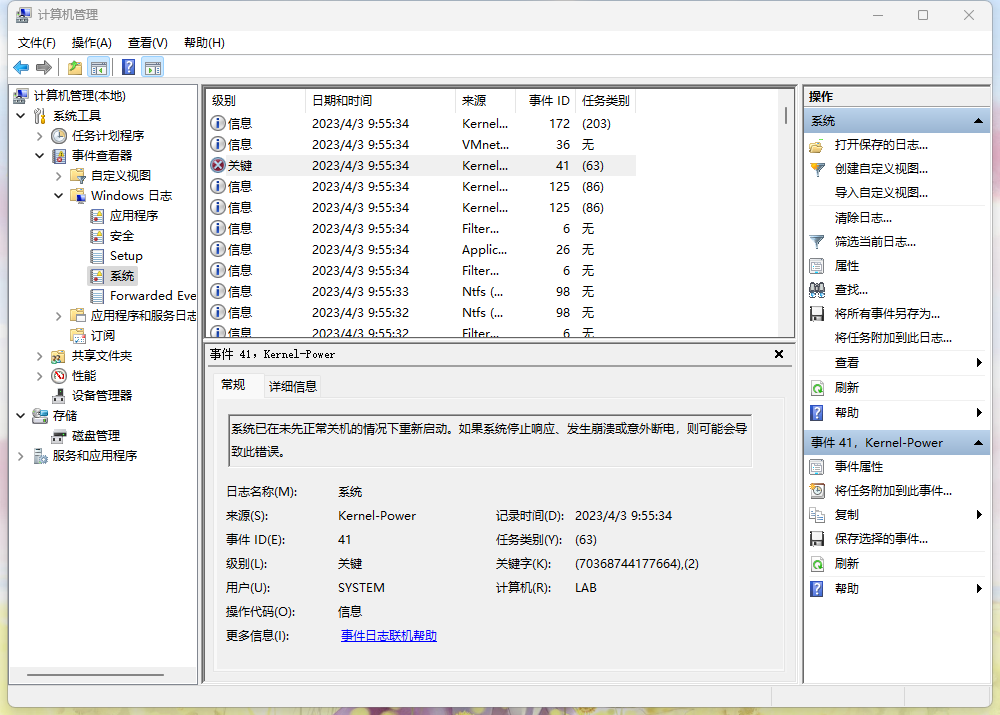 计算机管理
文件(F) 操作(A) 查看(V) 帮助(H)
计算机管理(本地)
系统工具
任务计划程序
事件查看器
自定义视图
Windows 日志
应用程序
安全
Setup
系统
Forwarded Eve
应用程序和服务日志
订阅
共享文件夹
性能
设备管理器
存储
磁盘管理
服务和应用程序
级别 日期和时间 来源 事件 ID 任务类别
信息 2023/4/3 9:55:34 Kernel... 172 (203)
信息 2023/4/3 9:55:34 VMnet... 36 无
关键 2023/4/3 9:55:34 Kernel... 41 (63)
信息 2023/4/3 9:55:34 Kernel... 125 (86)
信息 2023/4/3 9:55:34 Kernel... 125 (86)
信息 2023/4/3 9:55:34 Filter... 6 无
信息 2023/4/3 9:55:34 Applic... 26 无
信息 2023/4/3 9:55:34 Filter... 6 无
信息 2023/4/3 9:55:33 Ntfs (... 98 无
信息 2023/4/3 9:55:32 Ntfs (... 98 无
信息 2023/4/3 9:55:32 Filter... 6 无
事件 41，Kernel-Power
常规 详细信息
系统已在未先正常关机的情况下重新启动。如果系统停止响应、发生崩溃或意外断电，则可能会导
致此错误。
日志名称(M): 系统
来源(S): Kernel-Power 记录时间(D): 2023/4/3 9:55:34
事件 ID(E): 41 任务类别(Y): (63)
级别(L): 关键 关键字(K): (70368744177664),(2)
用户(U): SYSTEM 计算机(R): LAB
操作代码(O): 信息
更多信息(I): 事件日志联机帮助
操作
系统
打开保存的日志...
创建自定义视图...
导入自定义视图...
清除日志...
筛选当前日志...
属性
查找...
将所有事件另存为...
将任务附加到此日志...
查看
刷新
帮助
事件 41，Kernel-Power
事件属性
将任务附加到此事件...
复制
保存选择的事件...
刷新
帮助